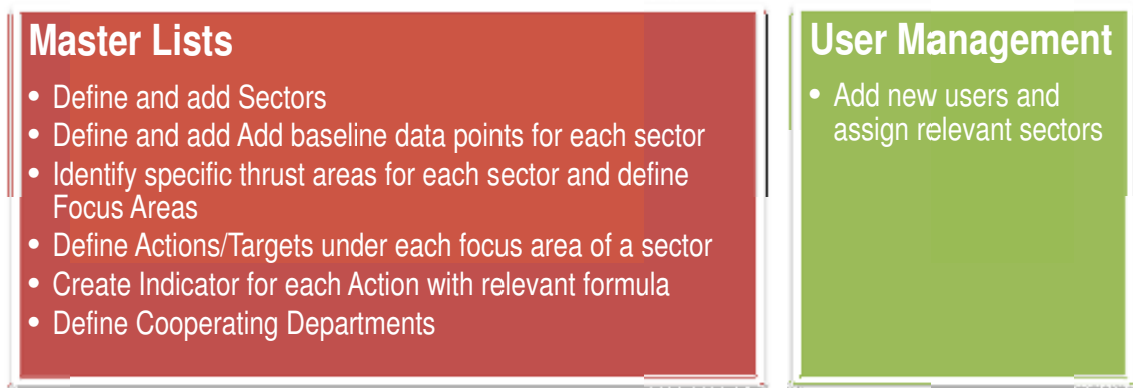 Master Lists
• Define and add Sectors
• Define and add Add baseline data points for each sector
• Identify specific thrust areas for each sector and define
Focus Areas
• Define Actions/Targets under each focus area of a sector
• Create Indicator for each Action with relevant formula
• Define Cooperating Departments
User Management
• Add new users and
assign relevant sectors